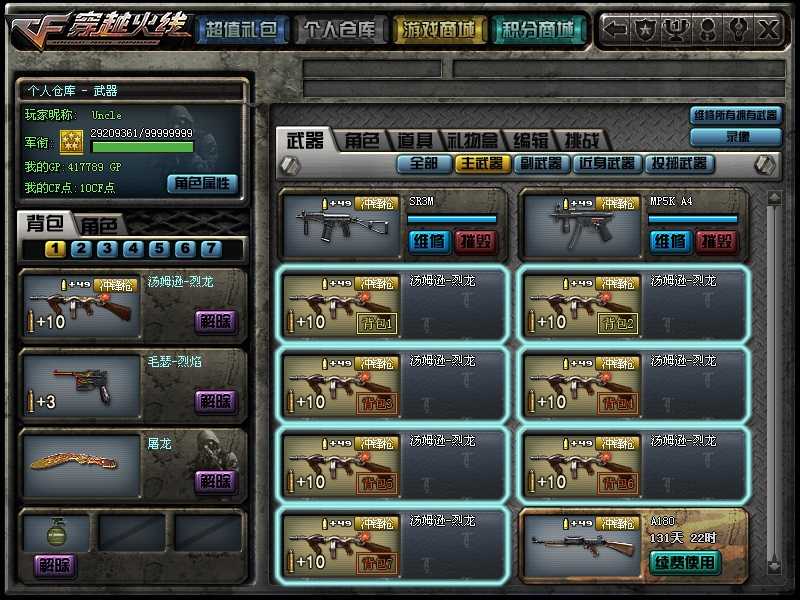 CF 穿越火线 超值礼包 个人仓库 游戏商城 积分商城
个人仓库 - 武器
玩家昵称: Uncle
军衔: 29209361/99999999
我的GP:417789 GP
我的CF点:10CF点
角色属性
维修所有拥有武器
录像
武器 角色 道具 礼物盒 编辑 挑战
全部 主武器 副武器 近身武器 投掷武器
背包 角色
1 2 3 4 5 6 7
+49 冲锋枪 汤姆逊-烈龙
+10 解除
毛瑟-烈焰
+3 解除
屠龙
解除
解除
+49 冲锋枪 SR3M
维修 摧毁
+49 冲锋枪 MP5K A4
维修 摧毁
+49 冲锋枪 汤姆逊-烈龙
+10 背包1
+49 冲锋枪 汤姆逊-烈龙
+10 背包2
+49 冲锋枪 汤姆逊-烈龙
+10 背包3
+49 冲锋枪 汤姆逊-烈龙
+10 背包4
+49 冲锋枪 汤姆逊-烈龙
+10 背包5
+49 冲锋枪 汤姆逊-烈龙
+10 背包6
+49 冲锋枪 汤姆逊-烈龙
+10 背包7
+49 冲锋枪 A180
131天 22时
续费使用